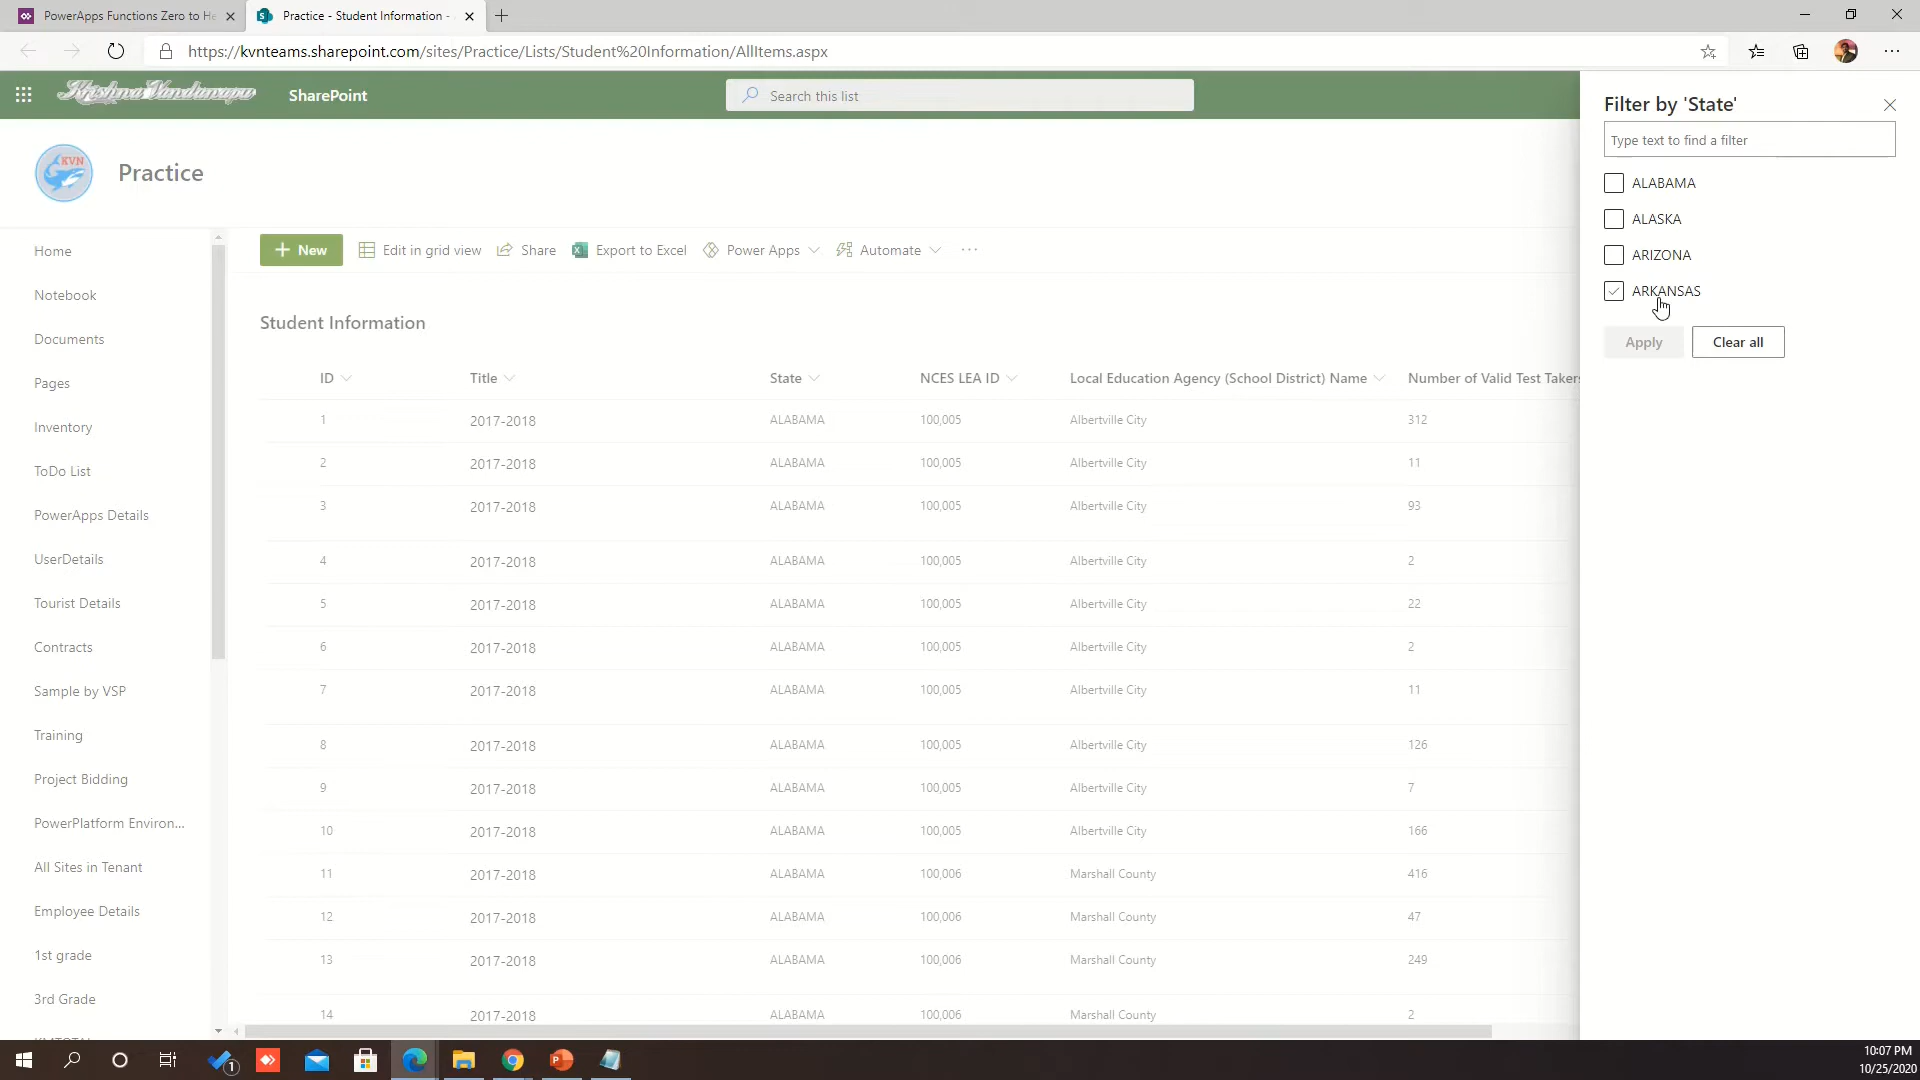 PowerApps Functions Zero to He
Practice - Student Information -
https://kvnteams.sharepoint.com/sites/Practice/Lists/Student%20Information/AllItems.aspx
Krishna Vandanapu
SharePoint
Search this list
Filter by 'State'
Type text to find a filter
ALABAMA
ALASKA
ARIZONA
ARKANSAS
Apply
Clear all
KVN
Practice
Home
Notebook
Documents
Pages
Inventory
ToDo List
PowerApps Details
UserDetails
Tourist Details
Contracts
Sample by VSP
Training
Project Bidding
PowerPlatform Environ...
All Sites in Tenant
Employee Details
1st grade
3rd Grade
New
Edit in grid view
Share
Export to Excel
Power Apps
Automate
Student Information
ID Title State NCES LEA ID Local Education Agency (School District) Name Number of Valid Test Takers
1 2017-2018 ALABAMA 100,005 Albertville City 312
2 2017-2018 ALABAMA 100,005 Albertville City 11
3 2017-2018 ALABAMA 100,005 Albertville City 93
4 2017-2018 ALABAMA 100,005 Albertville City 2
5 2017-2018 ALABAMA 100,005 Albertville City 22
6 2017-2018 ALABAMA 100,005 Albertville City 2
7 2017-2018 ALABAMA 100,005 Albertville City 11
8 2017-2018 ALABAMA 100,005 Albertville City 126
9 2017-2018 ALABAMA 100,005 Albertville City 7
10 2017-2018 ALABAMA 100,005 Albertville City 166
11 2017-2018 ALABAMA 100,006 Marshall County 416
12 2017-2018 ALABAMA 100,006 Marshall County 47
13 2017-2018 ALABAMA 100,006 Marshall County 249
14 2017-2018 ALABAMA 100,006 Marshall County 2
1
10:07 PM
10/25/2020